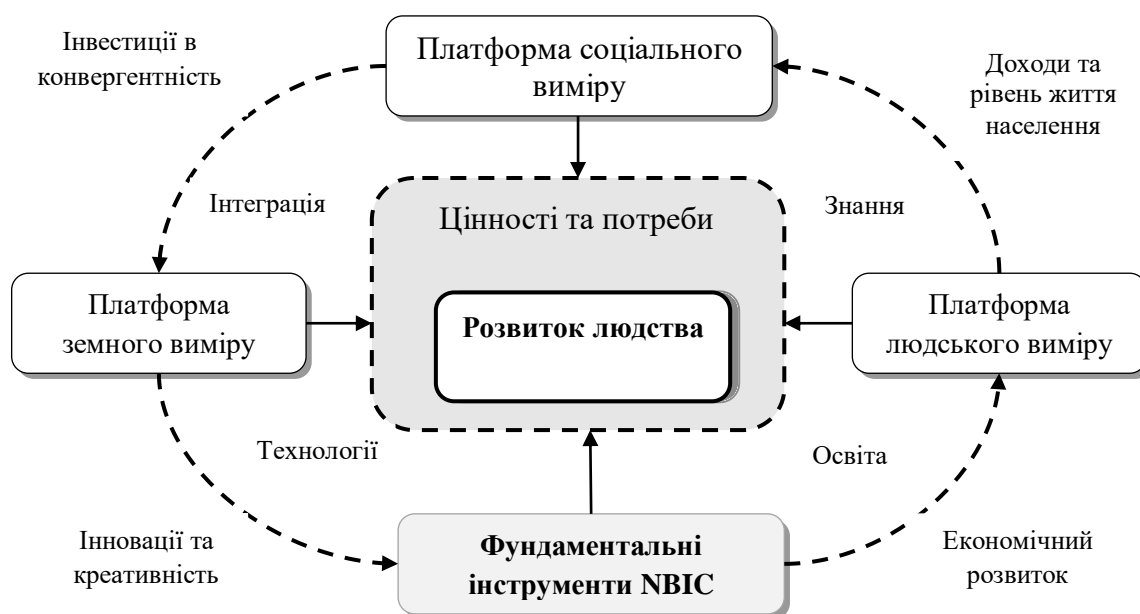 Інвестиції в
конвергентність
Платформа соціального
виміру
Доходи та
рівень життя
населення
Інтеграція
Цінності та потреби
Знання
Платформа
земного виміру
Розвиток людства
Платформа
людського виміру
Технології
Освіта
Інновації та
креативність
Фундаментальні
інструменти NBIC
Економічний
розвиток